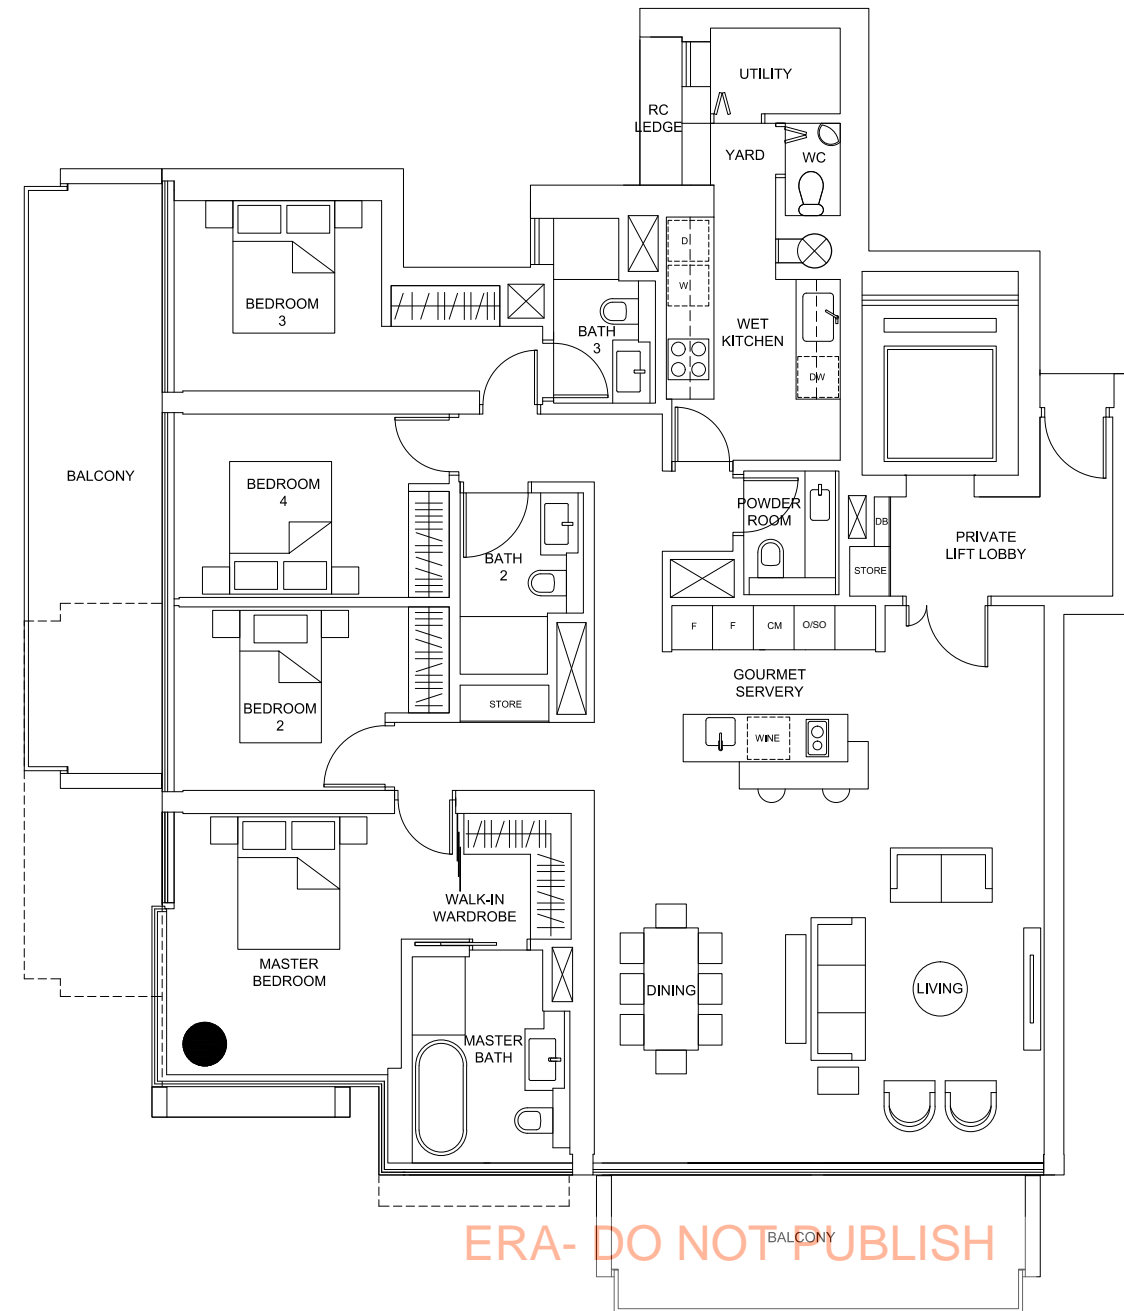 UTILITY
RC
LEDGE
YARD
WC
D
W
BEDROOM
3
BATH
3
WET
KITCHEN
DW
BALCONY
BEDROOM
4
BATH
2
POWDER
ROOM
DB
STORE
PRIVATE
LIFT LOBBY
F
F
CM
O/SO
GOURMET
SERVERY
BEDROOM
2
STORE
WINE
WALK-IN
WARDROBE
MASTER
BEDROOM
DINING
LIVING
MASTER
BATH
BALCONY
ERA- DO NOT PUBLISH